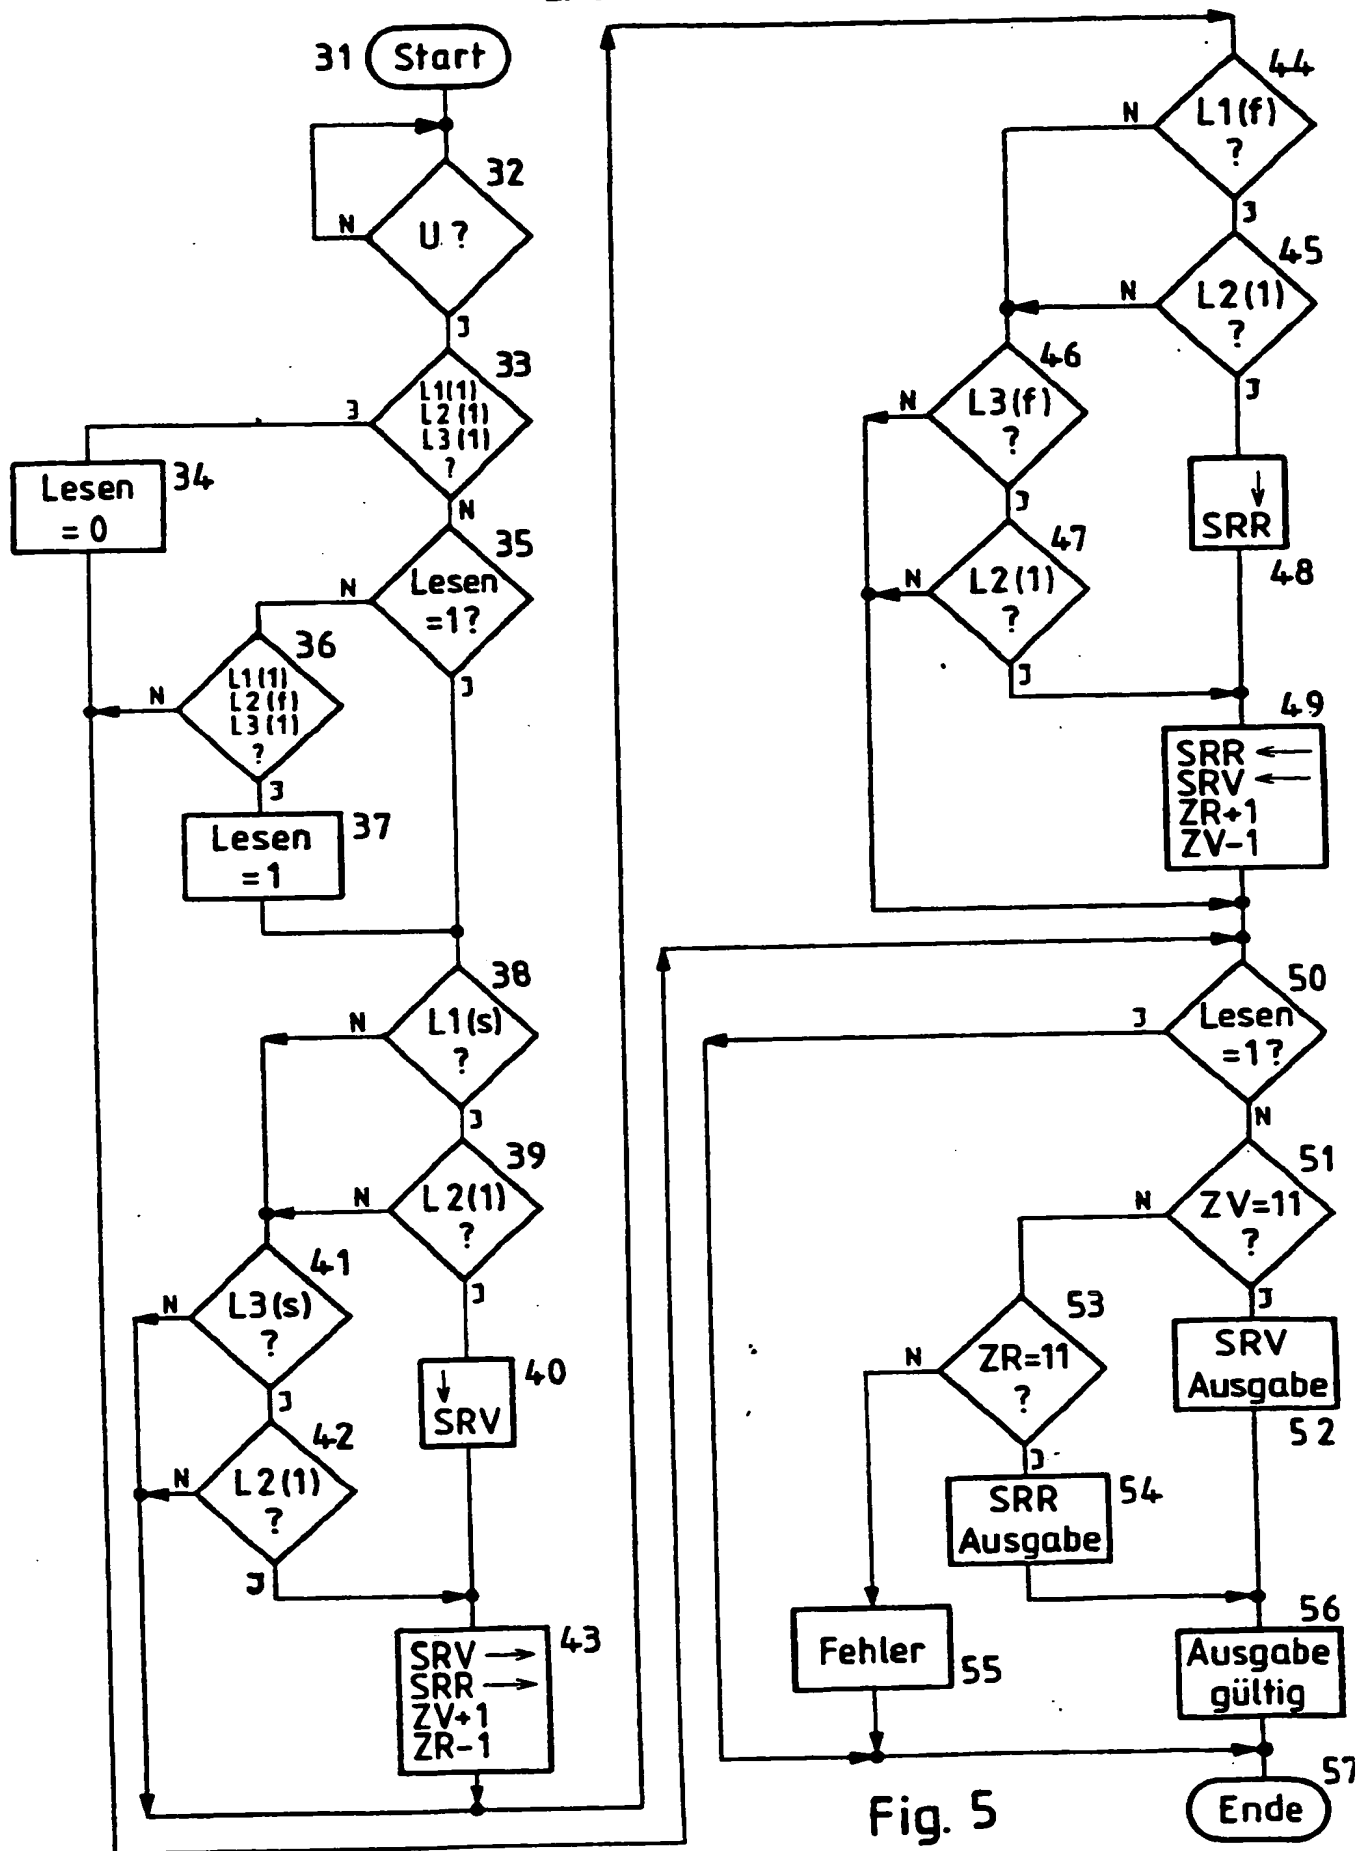 31 Start
32
U ?
N
J
33
L1(1)
L2(1)
L3(1)
?
J
N
34
Lesen
= 0
35
Lesen
=1?
N
J
36
L1(1)
L2(f)
L3(1)
?
N
J
37
Lesen
=1
38
L1(s)
?
N
J
39
L2(1)
?
N
J
40
↓
SRV
41
L3(s)
?
N
J
42
L2(1)
?
N
J
43
SRV →
SRR →
ZV+1
ZR-1
44
L1(f)
?
N
J
45
L2(1)
?
N
J
46
L3(f)
?
N
J
47
L2(1)
?
N
J
↓
SRR
48
49
SRR ←
SRV ←
ZR+1
ZV-1
50
Lesen
=1?
J
N
51
ZV=11
?
N
J
SRV
Ausgabe
52
53
ZR=11
?
N
J
54
SRR
Ausgabe
Fehler
55
56
Ausgabe
gültig
57
Ende
Fig. 5